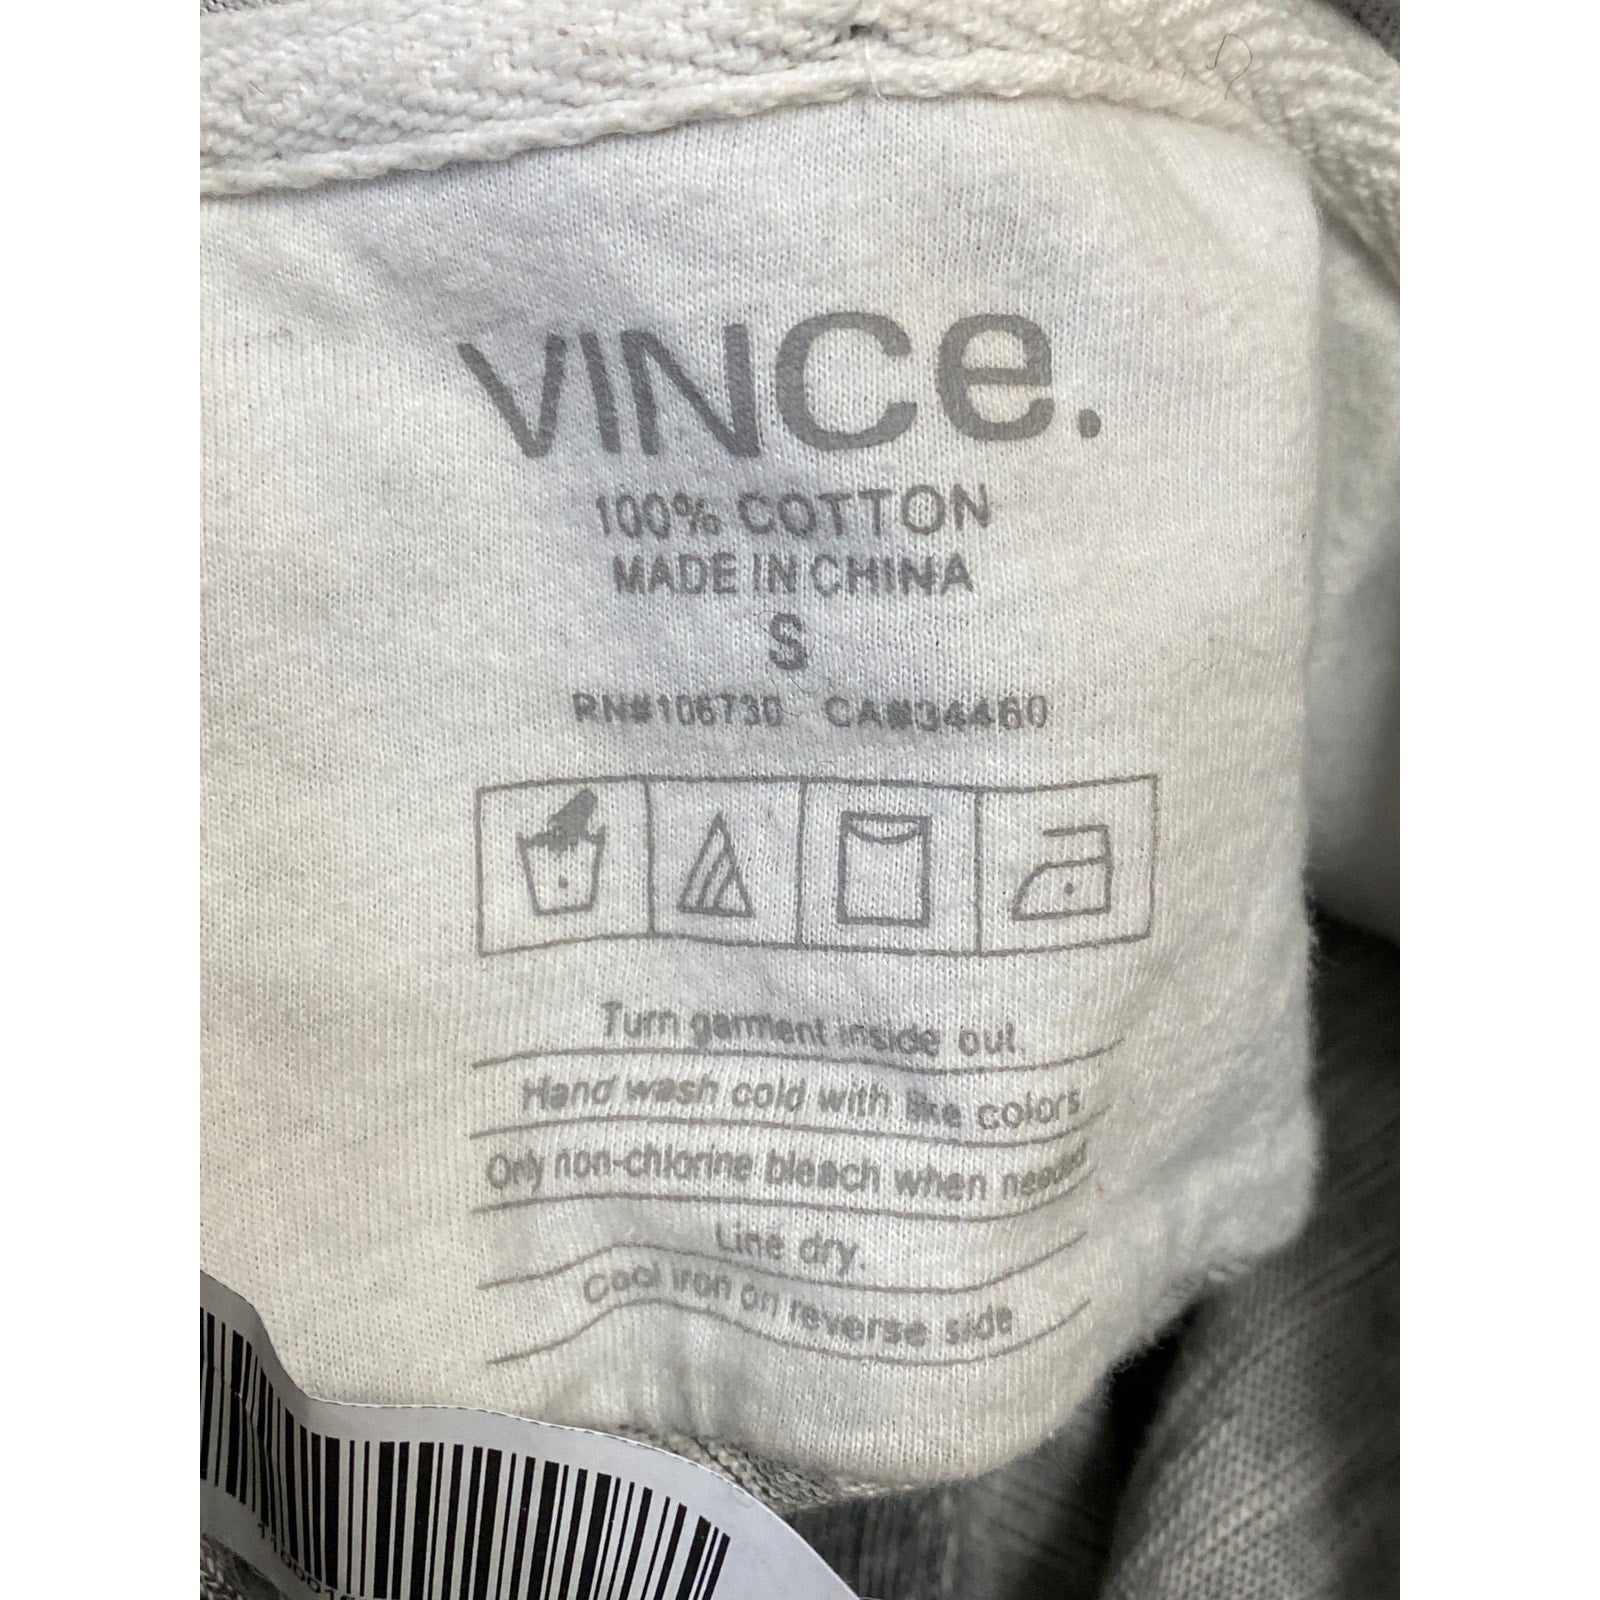 VINCe.
100% COTTON
MADE IN CHINA
S
RN#106730 CA#34460
Turn garment inside out.
Hand wash cold with like colors.
Only non-chlorine bleach when needed
Line dry.
Cool iron on reverse side